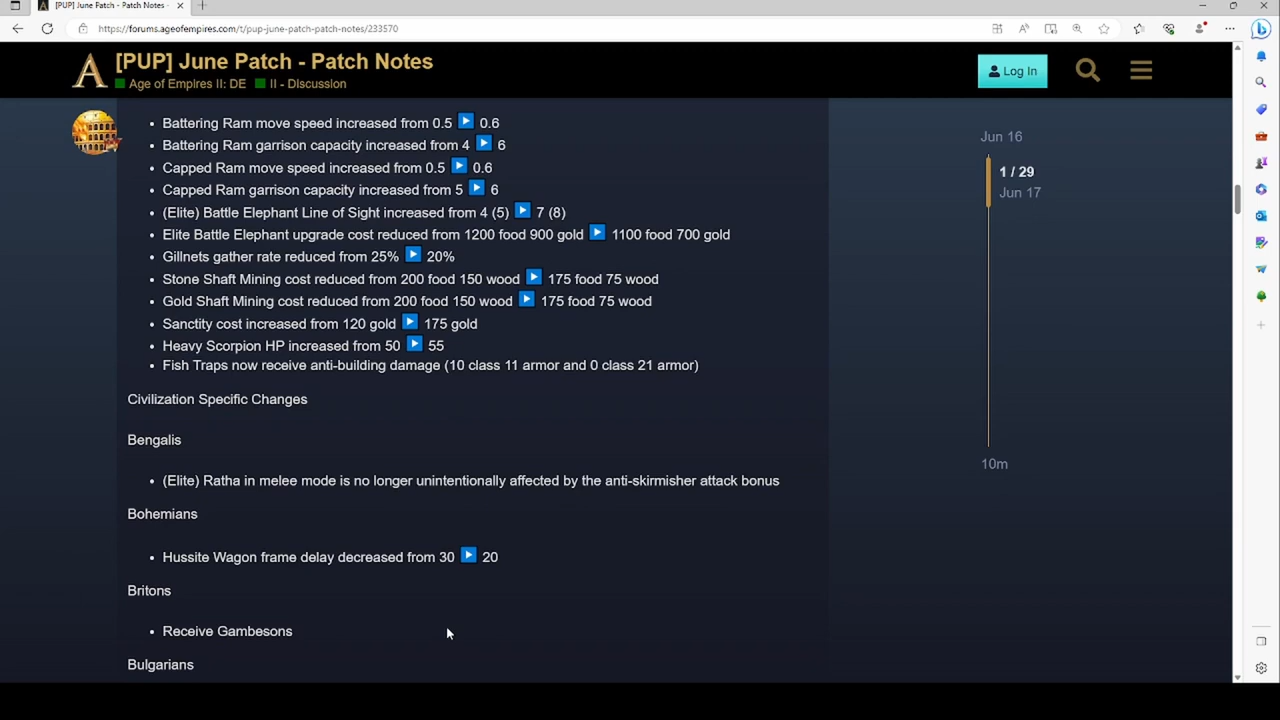 [PUP] June Patch - Patch Notes -
https://forums.ageofempires.com/t/pup-june-patch-patch-notes/233570
[PUP] June Patch - Patch Notes
Age of Empires II: DE II - Discussion
Log In
Battering Ram move speed increased from 0.5 ▶ 0.6
Battering Ram garrison capacity increased from 4 ▶ 6
Capped Ram move speed increased from 0.5 ▶ 0.6
Capped Ram garrison capacity increased from 5 ▶ 6
(Elite) Battle Elephant Line of Sight increased from 4 (5) ▶ 7 (8)
Elite Battle Elephant upgrade cost reduced from 1200 food 900 gold ▶ 1100 food 700 gold
Gillnets gather rate reduced from 25% ▶ 20%
Stone Shaft Mining cost reduced from 200 food 150 wood ▶ 175 food 75 wood
Gold Shaft Mining cost reduced from 200 food 150 wood ▶ 175 food 75 wood
Sanctity cost increased from 120 gold ▶ 175 gold
Heavy Scorpion HP increased from 50 ▶ 55
Fish Traps now receive anti-building damage (10 class 11 armor and 0 class 21 armor)
Civilization Specific Changes
Bengalis
(Elite) Ratha in melee mode is no longer unintentionally affected by the anti-skirmisher attack bonus
Bohemians
Hussite Wagon frame delay decreased from 30 ▶ 20
Britons
Receive Gambesons
Bulgarians
Jun 16
1 / 29
Jun 17
10m